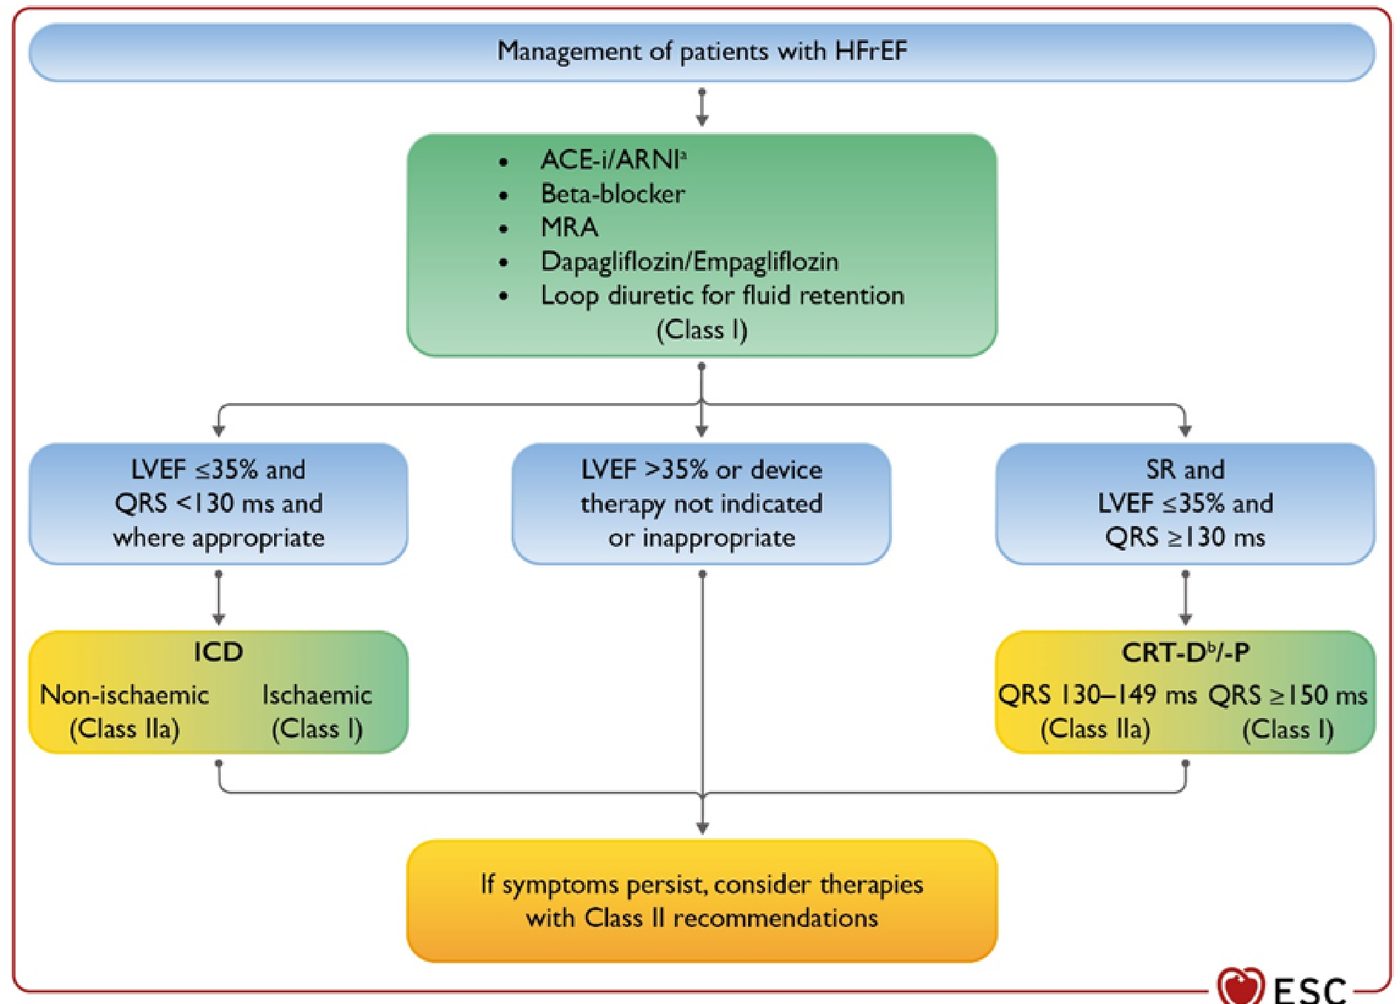 Management of patients with HFrEF
• ACE-i/ARNIᵃ
• Beta-blocker
• MRA
• Dapagliflozin/Empagliflozin
• Loop diuretic for fluid retention
(Class I)
LVEF ≤35% and
QRS <130 ms and
where appropriate
LVEF >35% or device
therapy not indicated
or inappropriate
SR and
LVEF ≤35% and
QRS ≥130 ms
ICD
Non-ischaemic
(Class IIa)
Ischaemic
(Class I)
CRT-Dᵇ/-P
QRS 130–149 ms
(Class IIa)
QRS ≥150 ms
(Class I)
If symptoms persist, consider therapies
with Class II recommendations
ESC